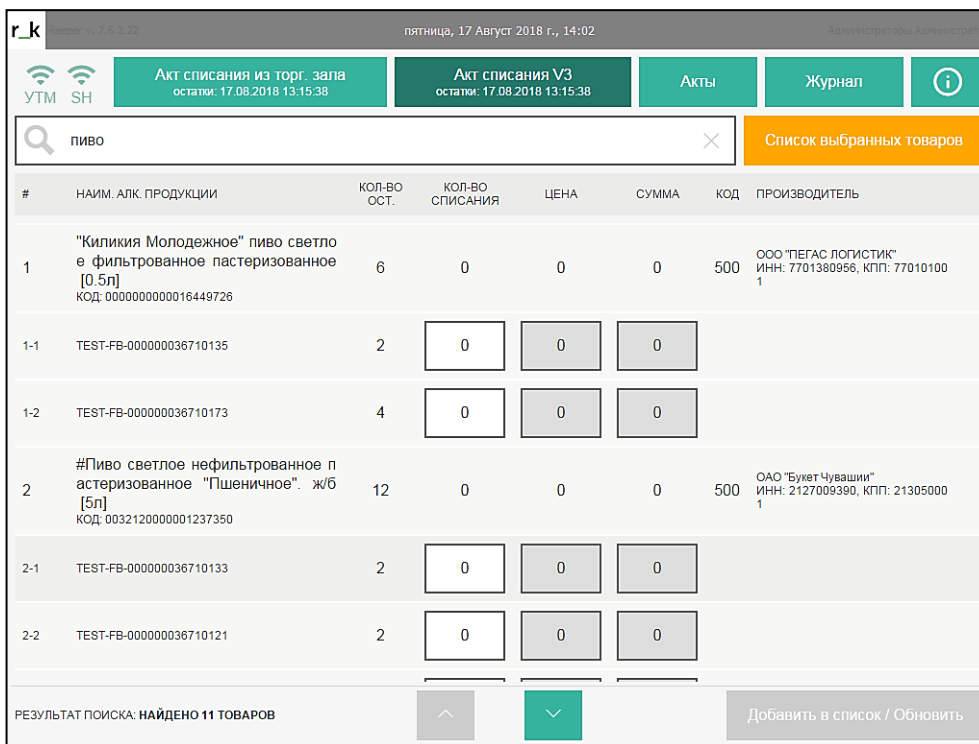 r_k
keeper v. 7.6.2.22
пятница, 17 Август 2018 г., 14:02
Администраторы Администрат
УТМ
SH
Акт списания из торг. зала
остатки: 17.08.2018 13:15:38
Акт списания V3
остатки: 17.08.2018 13:15:38
Акты
Журнал
пиво
Список выбранных товаров
# НАИМ. АЛК. ПРОДУКЦИИ КОЛ-ВО ОСТ. КОЛ-ВО СПИСАНИЯ ЦЕНА СУММА КОД ПРОИЗВОДИТЕЛЬ
"Киликия Молодежное" пиво светло
е фильтрованное пастеризованное
[0.5л]
КОД: 0000000000016449726
1 6 0 0 0 500
ООО "ПЕГАС ЛОГИСТИК"
ИНН: 7701380956, КПП: 77010100
1
1-1 TEST-FB-000000036710135 2 0 0 0
1-2 TEST-FB-000000036710173 4 0 0 0
#Пиво светлое нефильтрованное п
астеризованное "Пшеничное". ж/б
[5л]
КОД: 0032120000001237350
2 12 0 0 0 500
ОАО "Букет Чувашии"
ИНН: 2127009390, КПП: 21305000
1
2-1 TEST-FB-000000036710133 2 0 0 0
2-2 TEST-FB-000000036710121 2 0 0 0
РЕЗУЛЬТАТ ПОИСКА: НАЙДЕНО 11 ТОВАРОВ
Добавить в список / Обновить